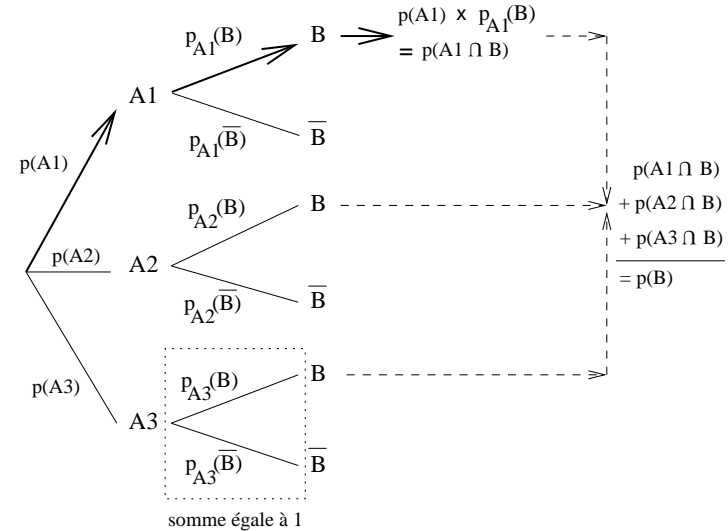 p(A1) x p_A1(B)
= p(A1 ∩ B)
p_A1(B)
B
A1
p_A1(B̅)
B̅
p(A1)
p(A1 ∩ B)
+ p(A2 ∩ B)
+ p(A3 ∩ B)
= p(B)
p_A2(B)
B
p(A2)
A2
p_A2(B̅)
B̅
p(A3)
p_A3(B)
B
A3
p_A3(B̅)
B̅
somme égale à 1